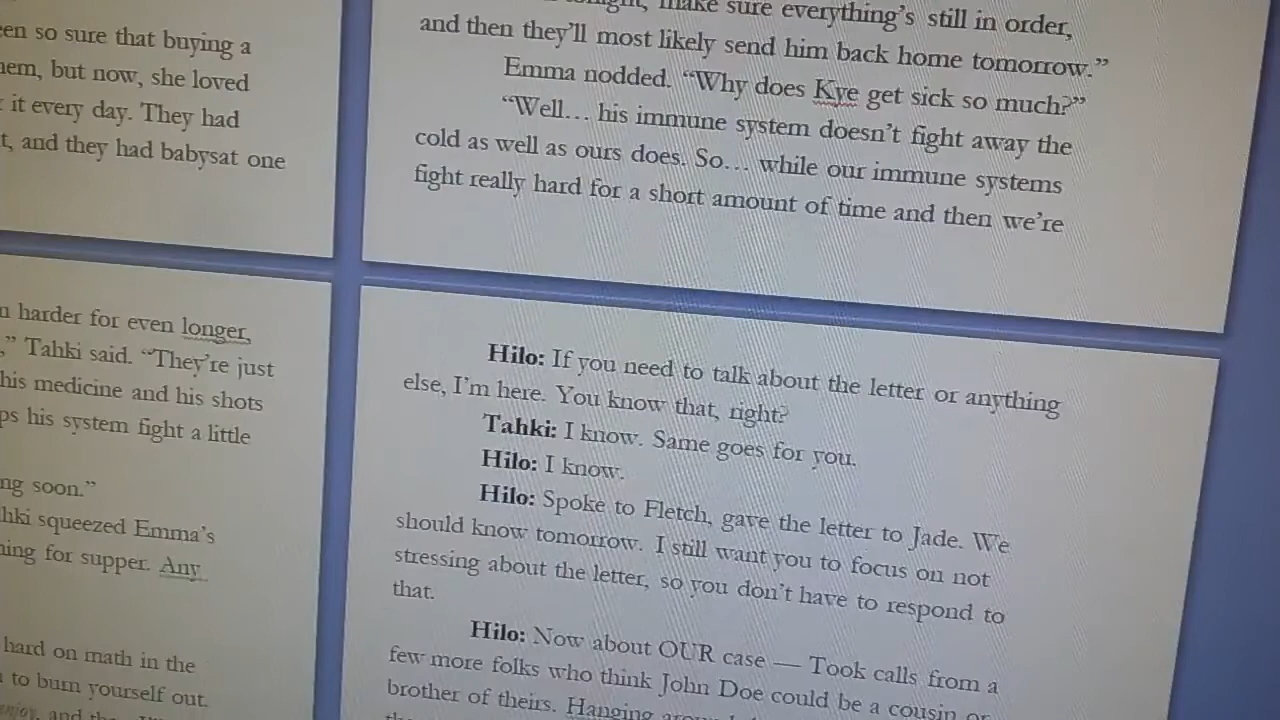 en so sure that buying a
em, but now, she loved
it every day. They had
t, and they had babysat one
make sure everything's still in order,
and then they'll most likely send him back home tomorrow."
Emma nodded. "Why does Kye get sick so much?"
"Well… his immune system doesn't fight away the
cold as well as ours does. So… while our immune systems
fight really hard for a short amount of time and then we're
n harder for even longer,
," Tahki said. "They're just
his medicine and his shots
ps his system fight a little
ng soon."
hki squeezed Emma's
ing for supper. Any
hard on math in the
to burn yourself out.
Hilo: If you need to talk about the letter or anything
else, I'm here. You know that, right?
Tahki: I know. Same goes for you.
Hilo: I know.
Hilo: Spoke to Fletch, gave the letter to Jade. We
should know tomorrow. I still want you to focus on not
stressing about the letter, so you don't have to respond to
that.
Hilo: Now about OUR case — Took calls from a
few more folks who think John Doe could be a cousin or
brother of theirs. Hanging